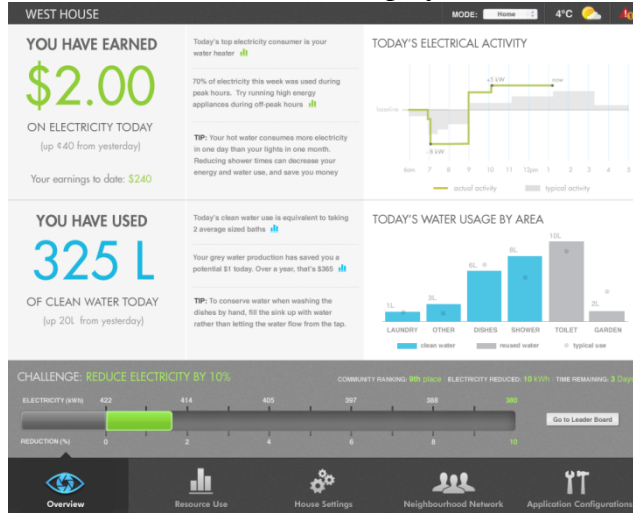 WEST HOUSE
MODE: Home 4°C
YOU HAVE EARNED
$2.00
ON ELECTRICITY TODAY
(up ¢40 from yesterday)
Your earnings to date: $240
Today's top electricity consumer is your
water heater
70% of electricity this week was used during
peak hours. Try running high energy
appliances during off-peak hours
TIP: Your hot water consumes more electricity
in one day than your lights in one month.
Reducing shower times can decrease your
energy and water use, and save you money
TODAY'S ELECTRICAL ACTIVITY
+3 kW
now
baseline
6am 7 8 9 10 11 12pm 1 2 3 4 5
actual activity typical activity
YOU HAVE USED
325 L
OF CLEAN WATER TODAY
(up 20L from yesterday)
Today's clean water use is equivalent to taking
2 average sized baths
Your grey water production has saved you a
potential $1 today. Over a year, that's $365
TIP: To conserve water when washing the
dishes by hand, fill the sink up with water
rather than letting the water flow from the tap.
TODAY'S WATER USAGE BY AREA
1L 3L 6L 8L 10L 2L
LAUNDRY OTHER DISHES SHOWER TOILET GARDEN
clean water reused water typical use
CHALLENGE: REDUCE ELECTRICITY BY 10%
COMMUNITY RANKING: 9th place ELECTRICITY REDUCED: 10 kWh TIME REMAINING: 3 Days
ELECTRICITY (kWh) 422 414 405 397 388 380
Go to Leader Board
REDUCTION (%) 0 2 4 6 8 10
Overview Resource Use House Settings Neighbourhood Network Application Configurations